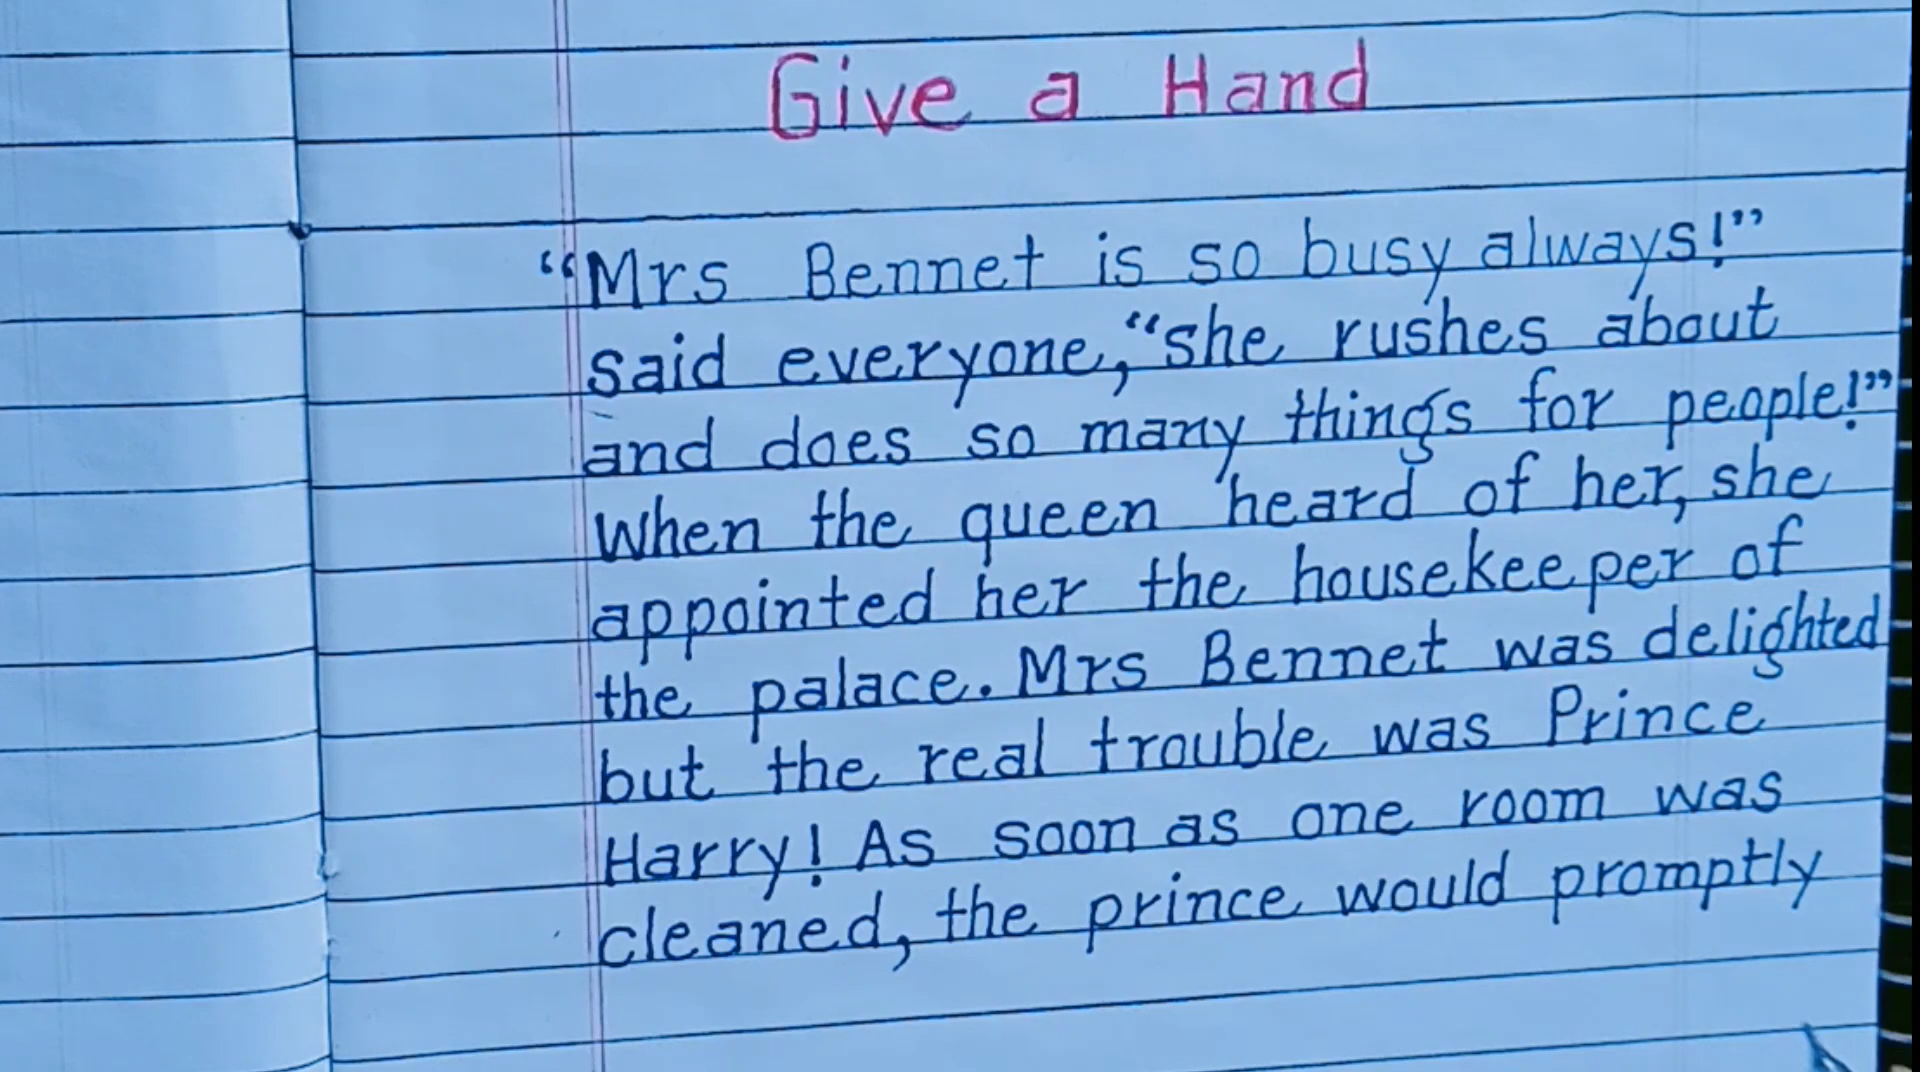 Give a Hand
“Mrs Bennet is so busy always!”
said everyone, “she rushes about
and does so many things for people!”
When the queen heard of her, she
appointed her the housekeeper of
the palace. Mrs Bennet was delighted
but the real trouble was Prince
Harry! As soon as one room was
cleaned, the prince would promptly